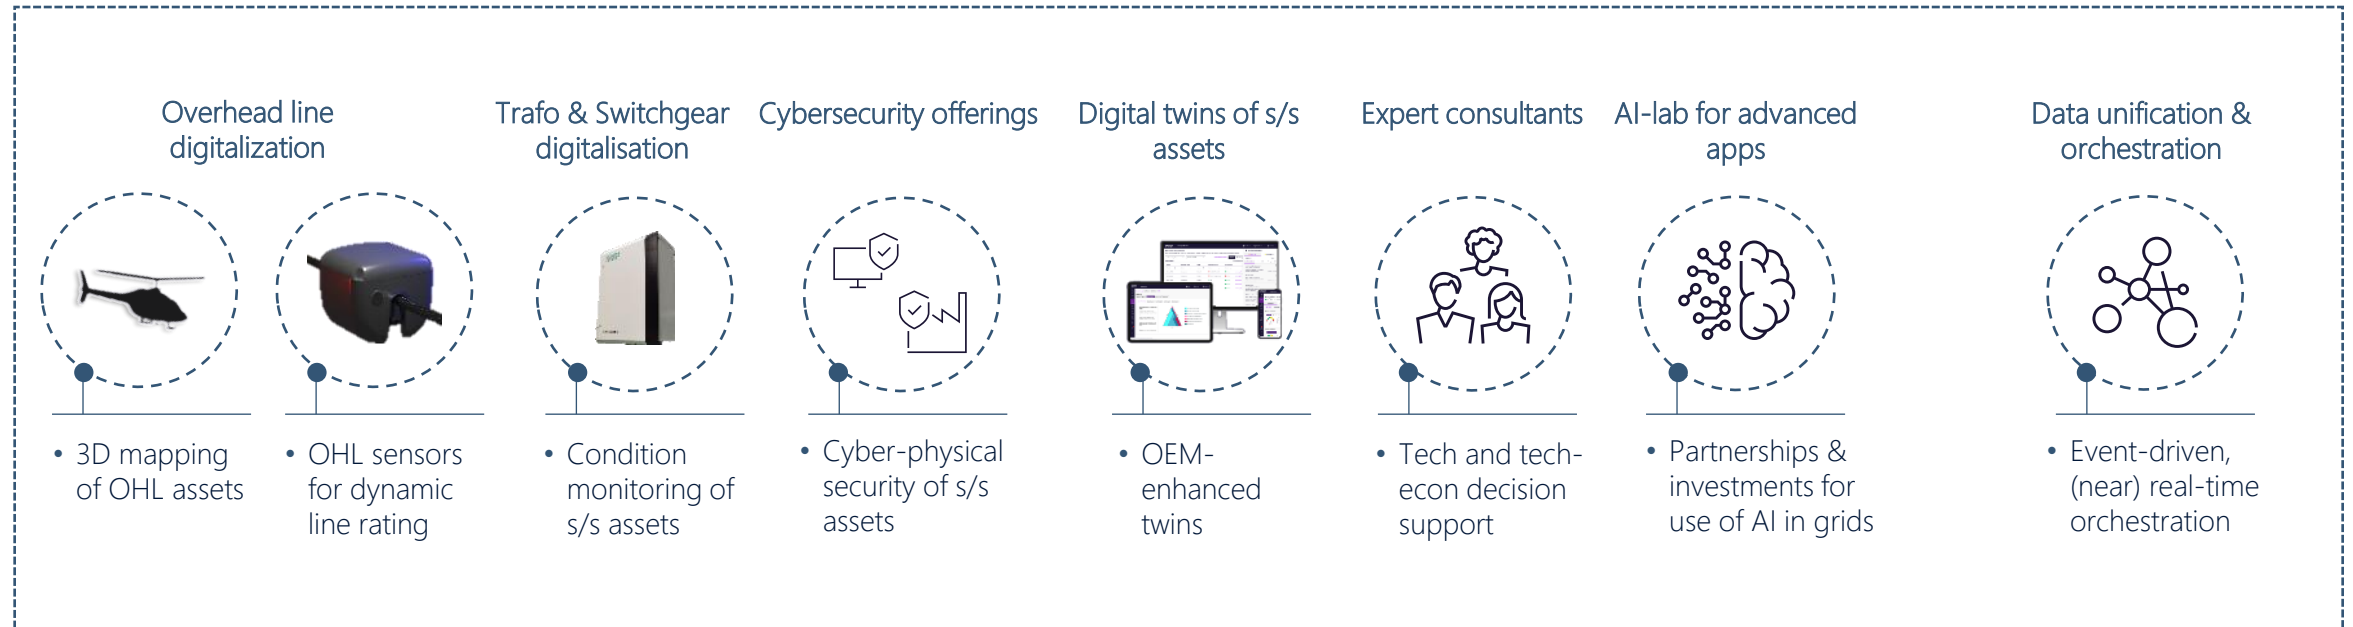 Overhead line
digitalization
Trafo & Switchgear
digitalisation
Cybersecurity offerings
Digital twins of s/s
assets
Expert consultants
AI-lab for advanced
apps
Data unification &
orchestration
• 3D mapping
of OHL assets
• OHL sensors
for dynamic
line rating
• Condition
monitoring of
s/s assets
• Cyber-physical
security of s/s
assets
• OEM-
enhanced
twins
• Tech and tech-
econ decision
support
• Partnerships &
investments for
use of AI in grids
• Event-driven,
(near) real-time
orchestration